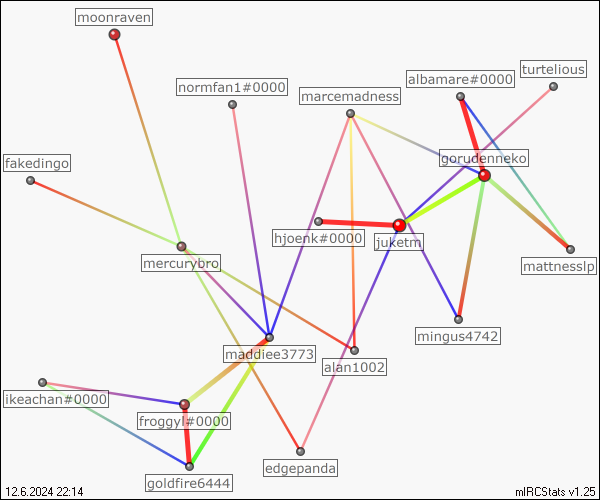 moonraven
turtelious
normfan1#0000
albamare#0000
marcemadness
fakedingo
gorudenneko
hjoenk#0000
juketm
mercurybro
mattnesslp
mingus4742
maddiee3773
alan1002
ikeachan#0000
froggyl#0000
edgepanda
goldfire6444
12.6.2024 22:14
mIRCStats v1.25